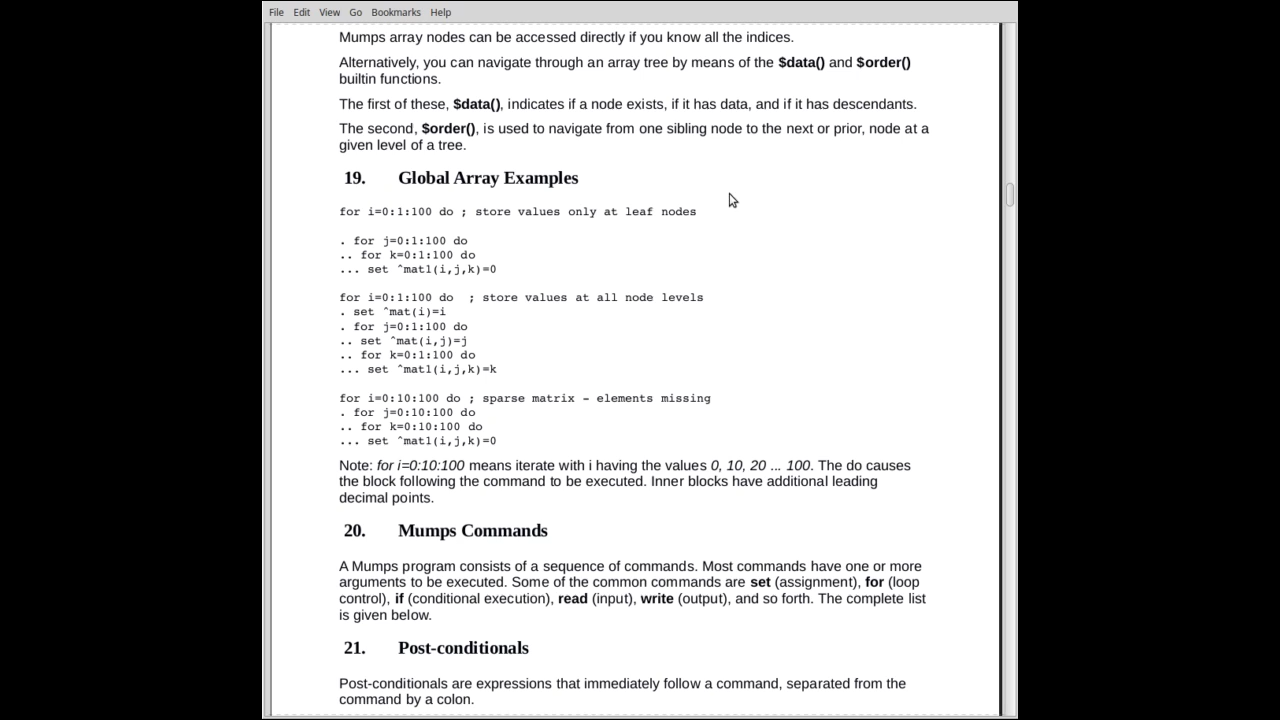 File Edit View Go Bookmarks Help
Mumps array nodes can be accessed directly if you know all the indices.
Alternatively, you can navigate through an array tree by means of the $data() and $order()
builtin functions.
The first of these, $data(), indicates if a node exists, if it has data, and if it has descendants.
The second, $order(), is used to navigate from one sibling node to the next or prior, node at a
given level of a tree.
19. Global Array Examples
for i=0:1:100 do ; store values only at leaf nodes
. for j=0:1:100 do
.. for k=0:1:100 do
... set ^mat1(i,j,k)=0
for i=0:1:100 do  ; store values at all node levels
. set ^mat(i)=i
. for j=0:1:100 do
.. set ^mat(i,j)=j
.. for k=0:1:100 do
... set ^mat1(i,j,k)=k
for i=0:10:100 do ; sparse matrix - elements missing
. for j=0:10:100 do
.. for k=0:10:100 do
... set ^mat1(i,j,k)=0
Note: for i=0:10:100 means iterate with i having the values 0, 10, 20 ... 100. The do causes
the block following the command to be executed. Inner blocks have additional leading
decimal points.
20. Mumps Commands
A Mumps program consists of a sequence of commands. Most commands have one or more
arguments to be executed. Some of the common commands are set (assignment), for (loop
control), if (conditional execution), read (input), write (output), and so forth. The complete list
is given below.
21. Post-conditionals
Post-conditionals are expressions that immediately follow a command, separated from the
command by a colon.